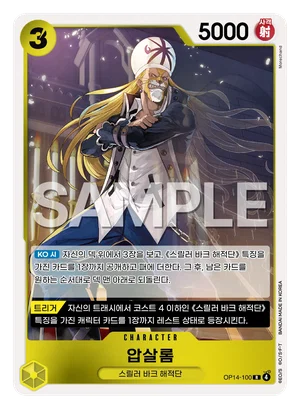 3
5000
사격
射
SAMPLE
KO 시 자신의 덱 위에서 3장을 보고, 《스릴러 바크 해적단》 특징을
가진 카드를 1장까지 공개하고 패에 더한다. 그 후, 남은 카드를
원하는 순서대로 덱 맨 아래로 되돌린다.
트리거 자신의 트래시에서 코스트 4 이하인 《스릴러 바크 해적단》
특징을 가진 캐릭터 카드를 1장까지 레스트 상태로 등장시킨다.
CHARACTER
압살롬
스릴러 바크 해적단
OP14-100 R
4